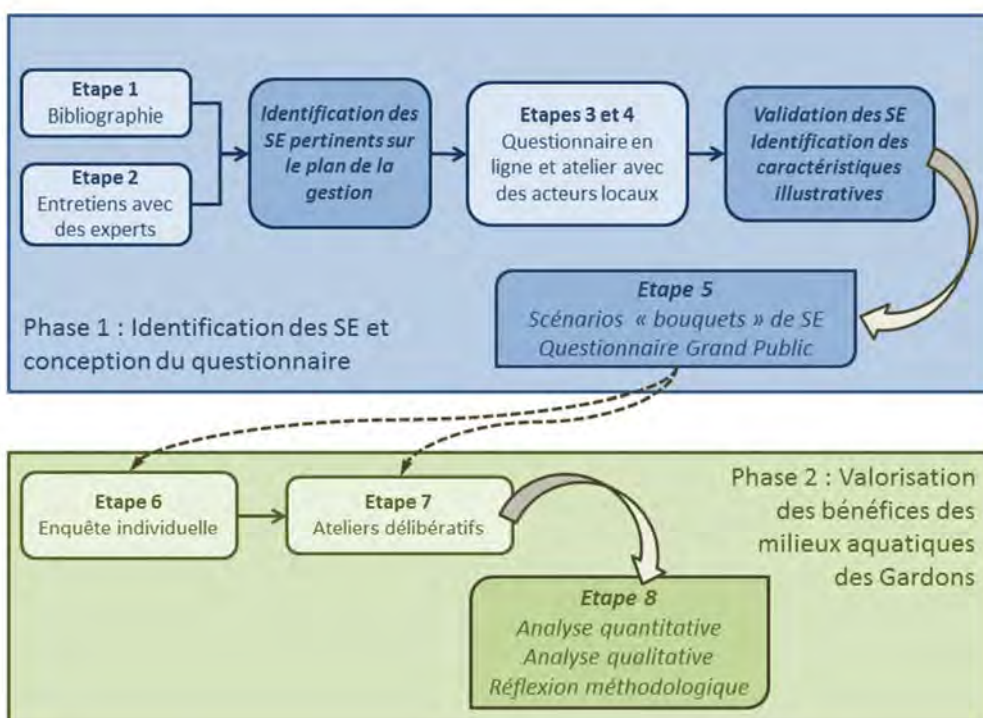 Etape 1
Bibliographie
Etape 2
Entretiens avec
des experts
Identification des
SE pertinents sur
le plan de la
gestion
Etapes 3 et 4
Questionnaire en
ligne et atelier avec
des acteurs locaux
Validation des SE
Identification des
caractéristiques
illustratives
Etape 5
Scénarios « bouquets » de SE
Questionnaire Grand Public
Phase 1 : Identification des SE et
conception du questionnaire
Etape 6
Enquête individuelle
Etape 7
Ateliers délibératifs
Phase 2 : Valorisation
des bénéfices des
milieux aquatiques
des Gardons
Etape 8
Analyse quantitative
Analyse qualitative
Réflexion méthodologique